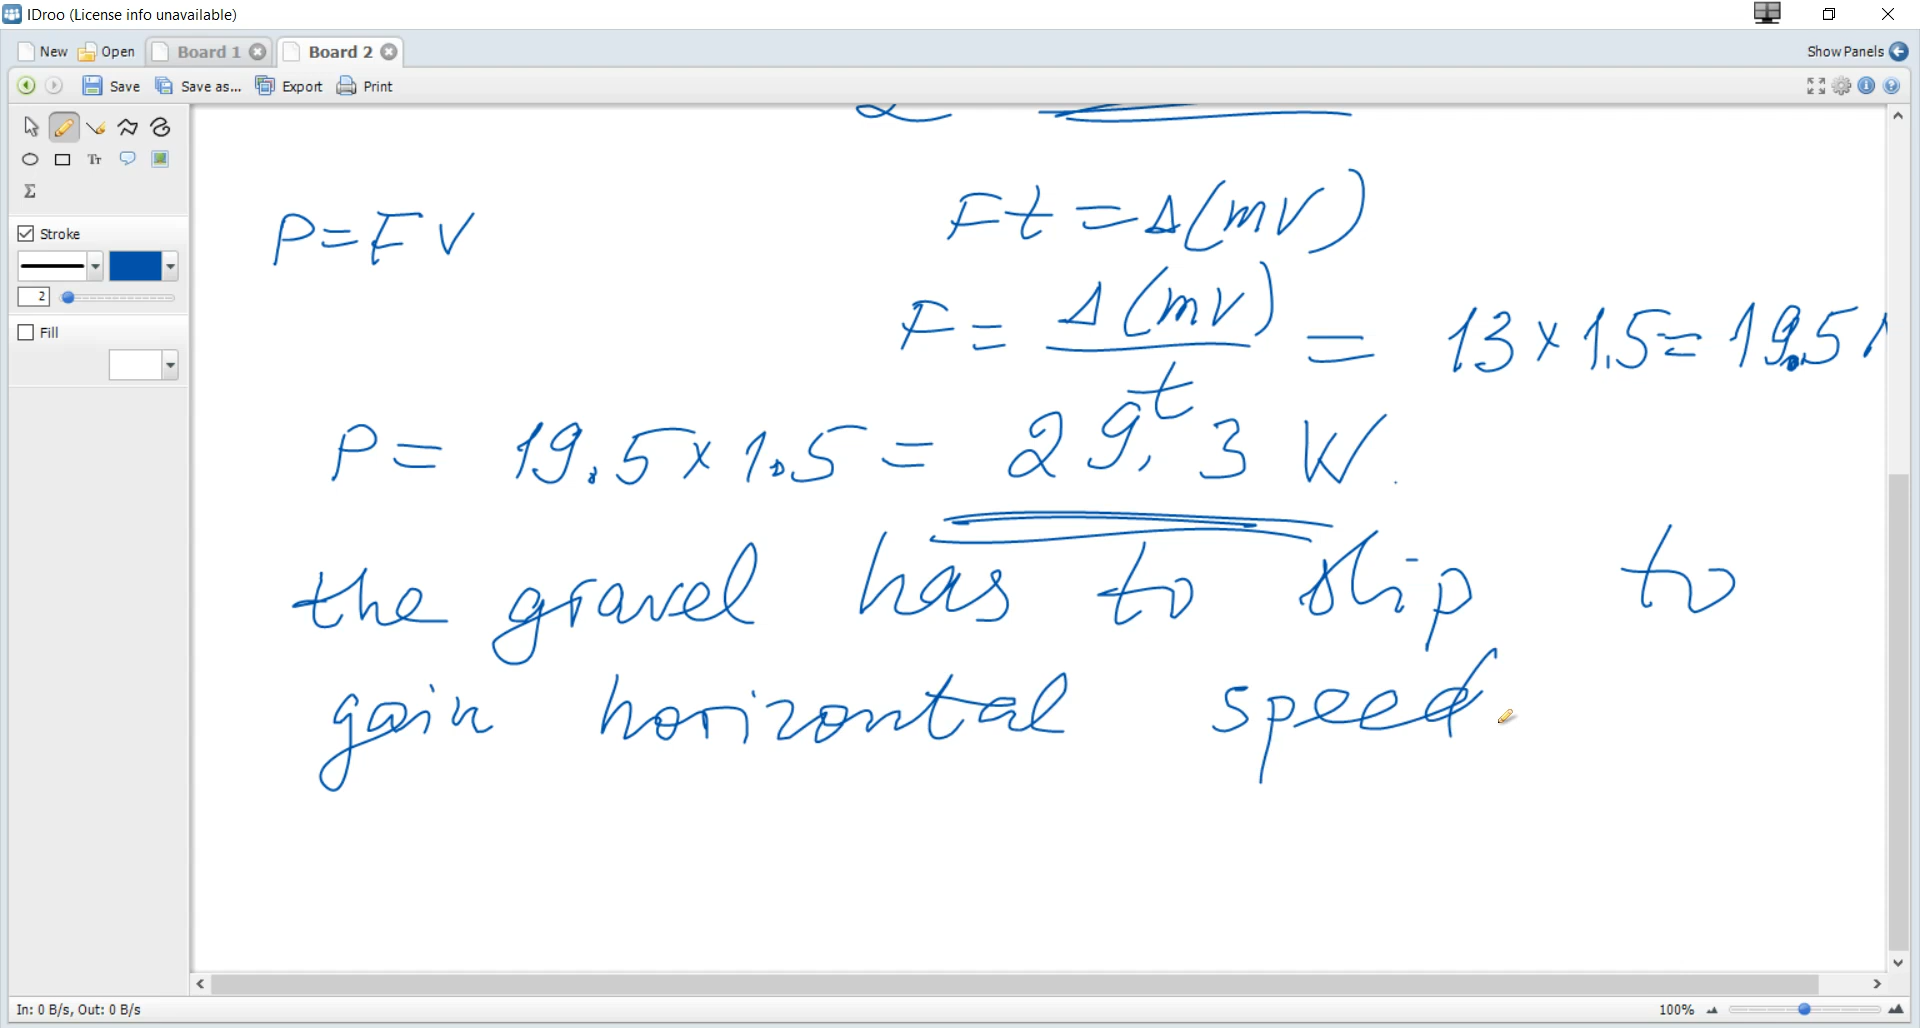 IDroo (License info unavailable)
New Open Board 1 Board 2 Show Panels
Save Save as... Export Print
Stroke
2
Fill
P=FV
Ft=Δ(mV)
F = Δ(mV) / t = 13×1.5=19.5
P= 19.5×1.5= 29.3 W.
the gravel has to slip to
gain horizontal speed.
In: 0 B/s, Out: 0 B/s 100%